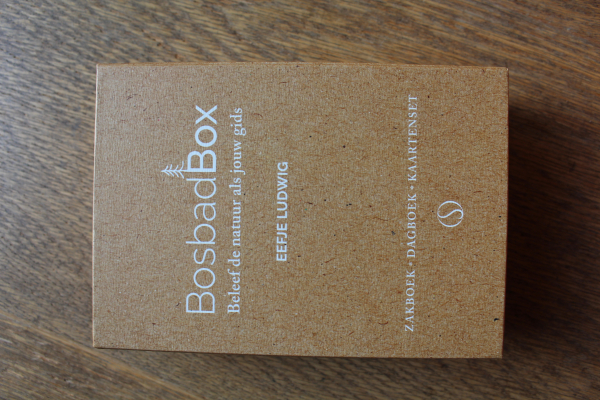 BosbadBox
Beleef de natuur als jouw gids
EEFJE LUDWIG
ZAKBOEK • DAGBOEK • KAARTENSET